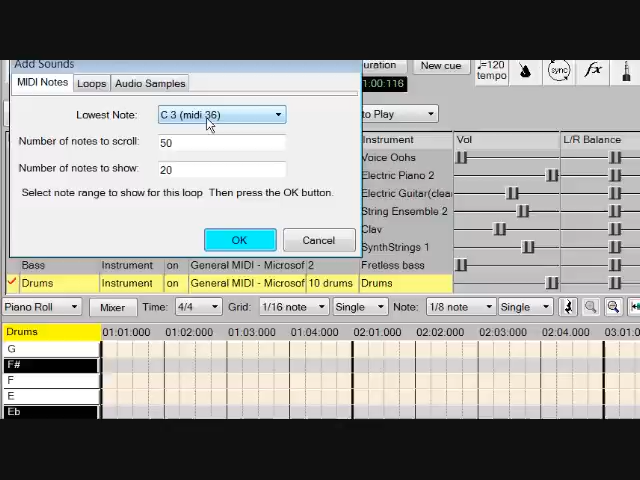 Add Sounds
MIDI Notes Loops Audio Samples
Lowest Note: C 3 (midi 36)
Number of notes to scroll: 50
Number of notes to show: 20
Select note range to show for this loop Then press the OK button.
OK Cancel
uration New cue ♩=120 tempo sync fx
1:00:116
to Play
Instrument Vol L/R Balance
Voice Oohs
Electric Piano 2
Electric Guitar(clear
String Ensemble 2
Clav
SynthStrings 1
Bass Instrument on General MIDI - Microsof 2 Fretless bass
Drums Instrument on General MIDI - Microsof 10 drums Drums
Piano Roll Mixer Time: 4/4 Grid: 1/16 note Single Note: 1/8 note Single
Drums 01:01:000 01:02:000 01:03:000 01:04:000 02:01:000 02:02:000 02:03:000 02:04:000 03:01:0
G
F#
F
E
Eb